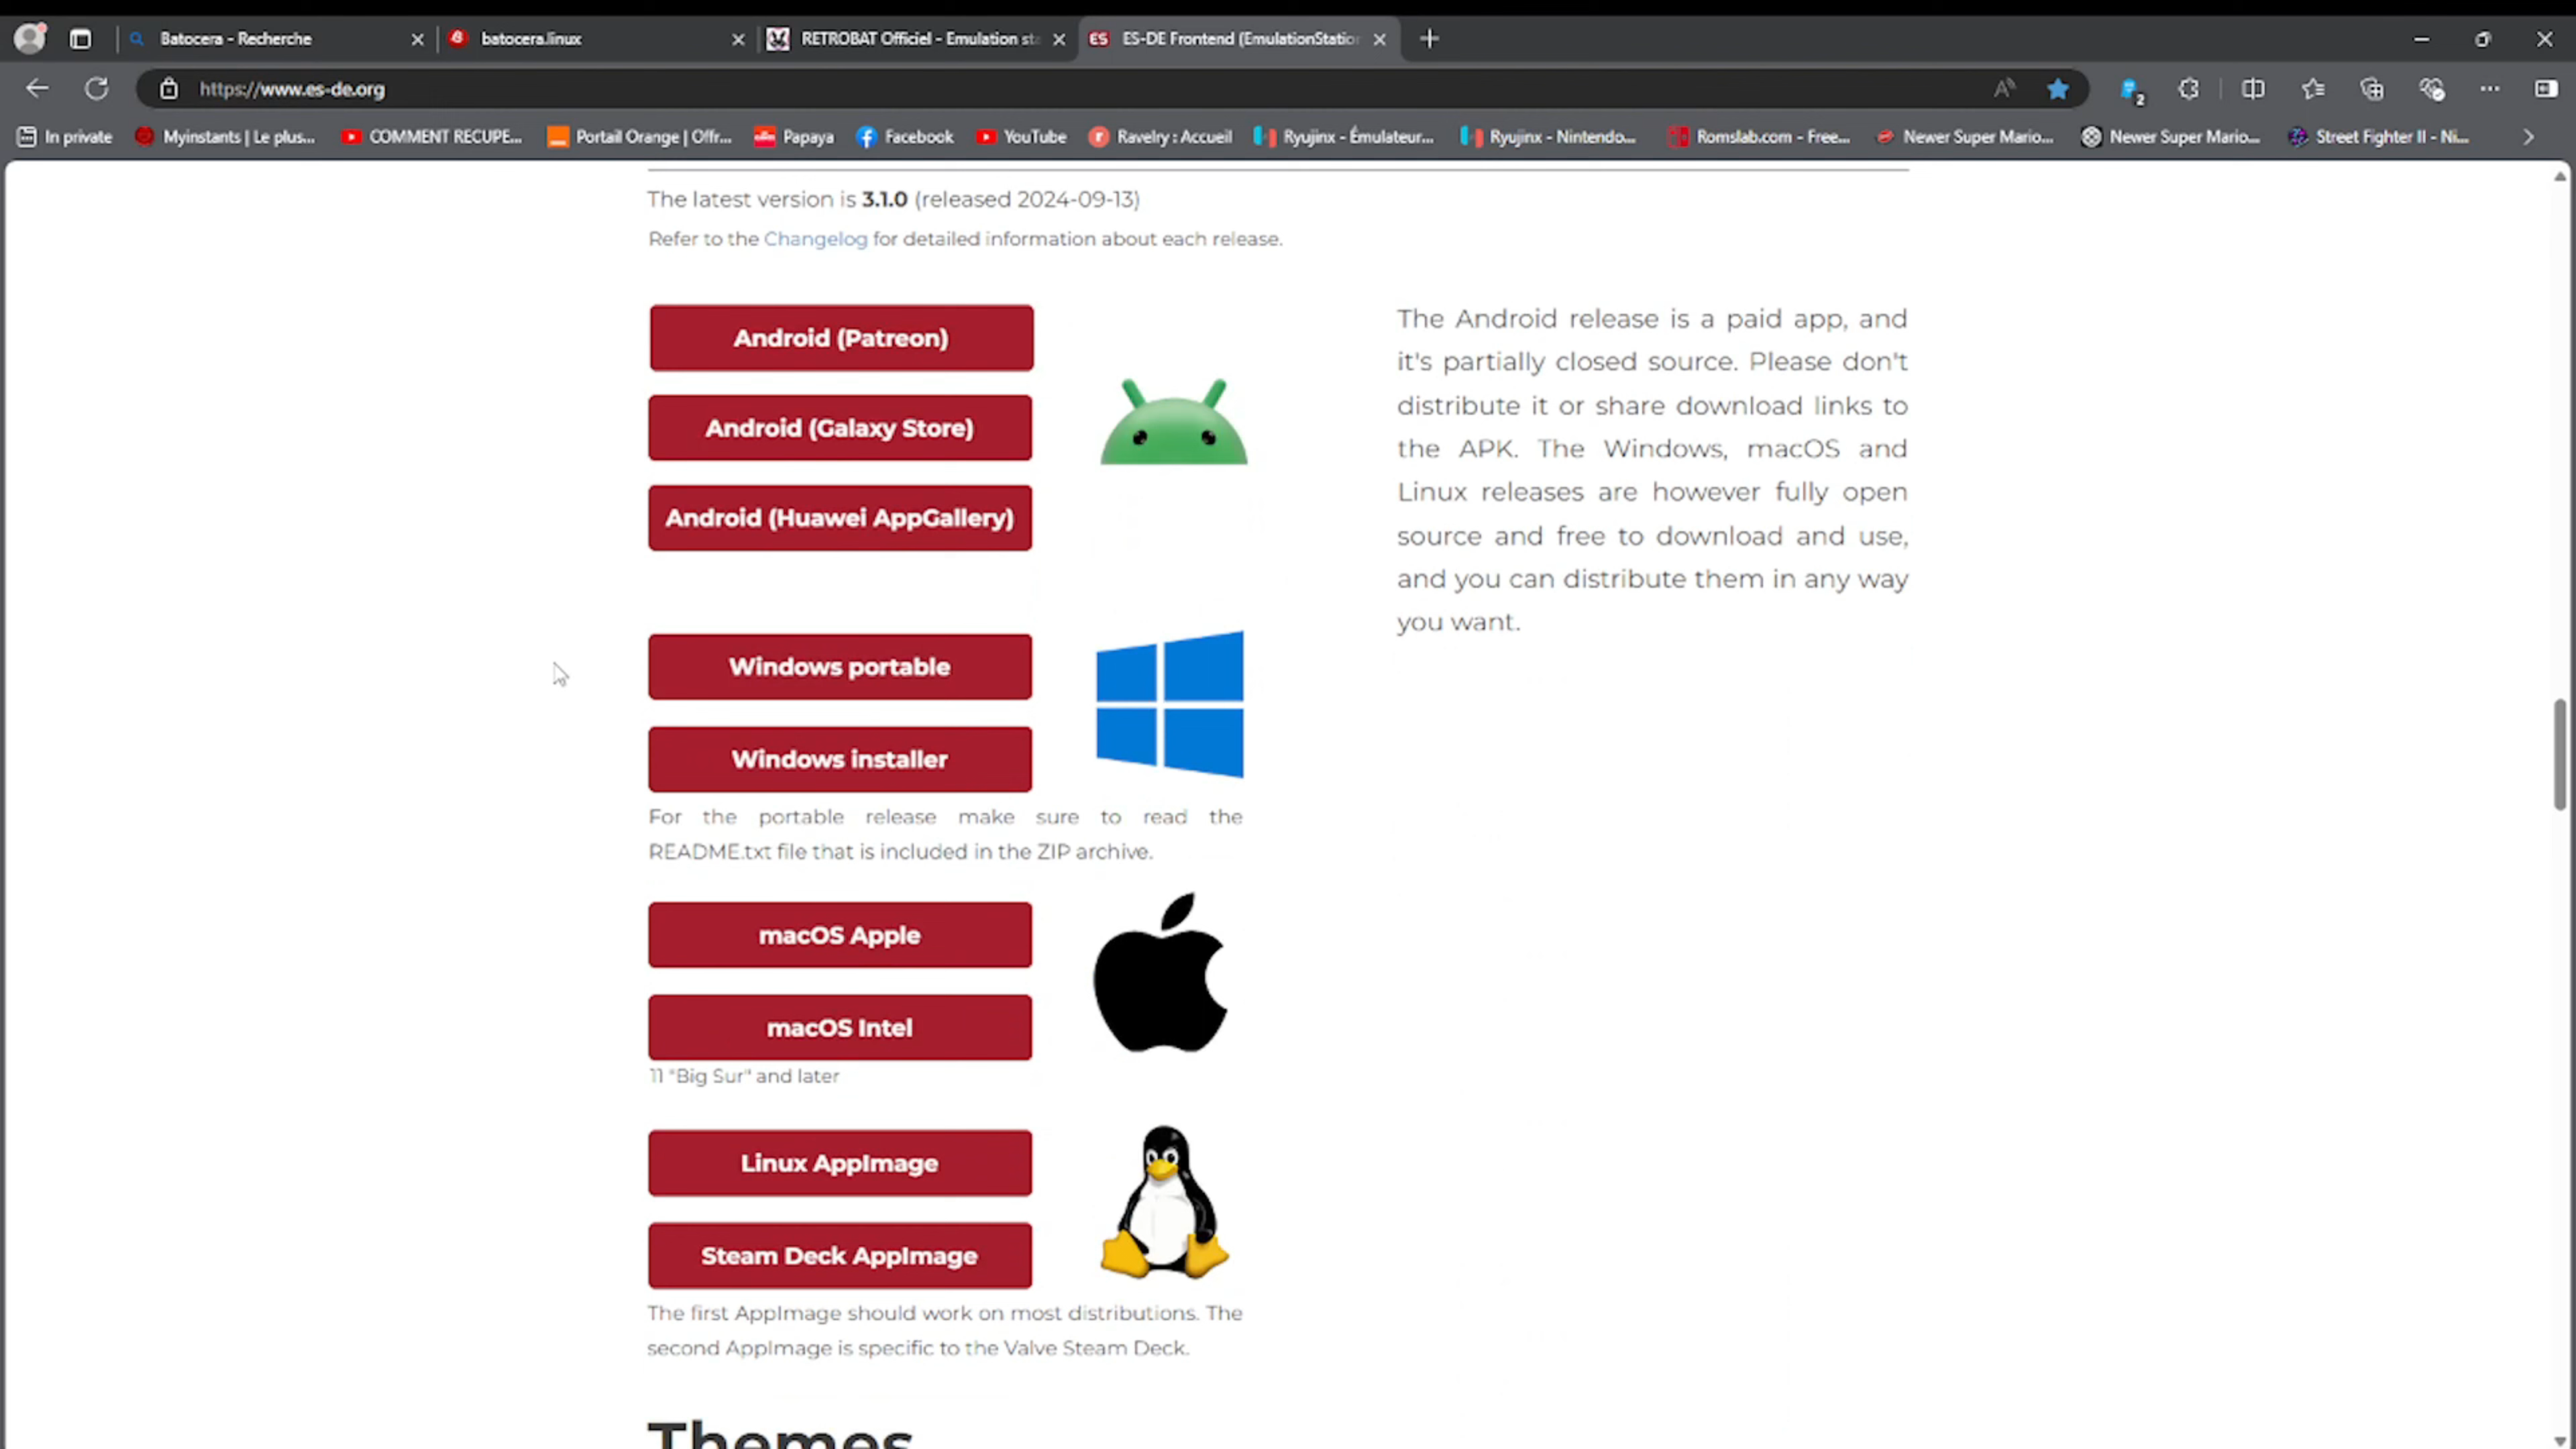 Batocera - Recherche
batocera.linux
RETROBAT Officiel - Emulation sta
ES ES-DE Frontend (EmulationStation
https://www.es-de.org
2
In private
Myinstants | Le plus...
COMMENT RECUPE...
Portail Orange | Offr...
Papaya
Facebook
YouTube
Ravelry : Accueil
Ryujinx - Émulateur...
Ryujinx - Nintendo...
Romslab.com - Free...
Newer Super Mario...
Newer Super Mario...
Street Fighter II - Ni...
The latest version is 3.1.0 (released 2024-09-13)
Refer to the Changelog for detailed information about each release.
Android (Patreon)
Android (Galaxy Store)
Android (Huawei AppGallery)
The Android release is a paid app, and
it's partially closed source. Please don't
distribute it or share download links to
the APK. The Windows, macOS and
Linux releases are however fully open
source and free to download and use,
and you can distribute them in any way
you want.
Windows portable
Windows installer
For the portable release make sure to read the
README.txt file that is included in the ZIP archive.
macOS Apple
macOS Intel
11 "Big Sur" and later
Linux AppImage
Steam Deck AppImage
The first AppImage should work on most distributions. The
second AppImage is specific to the Valve Steam Deck.
Themes